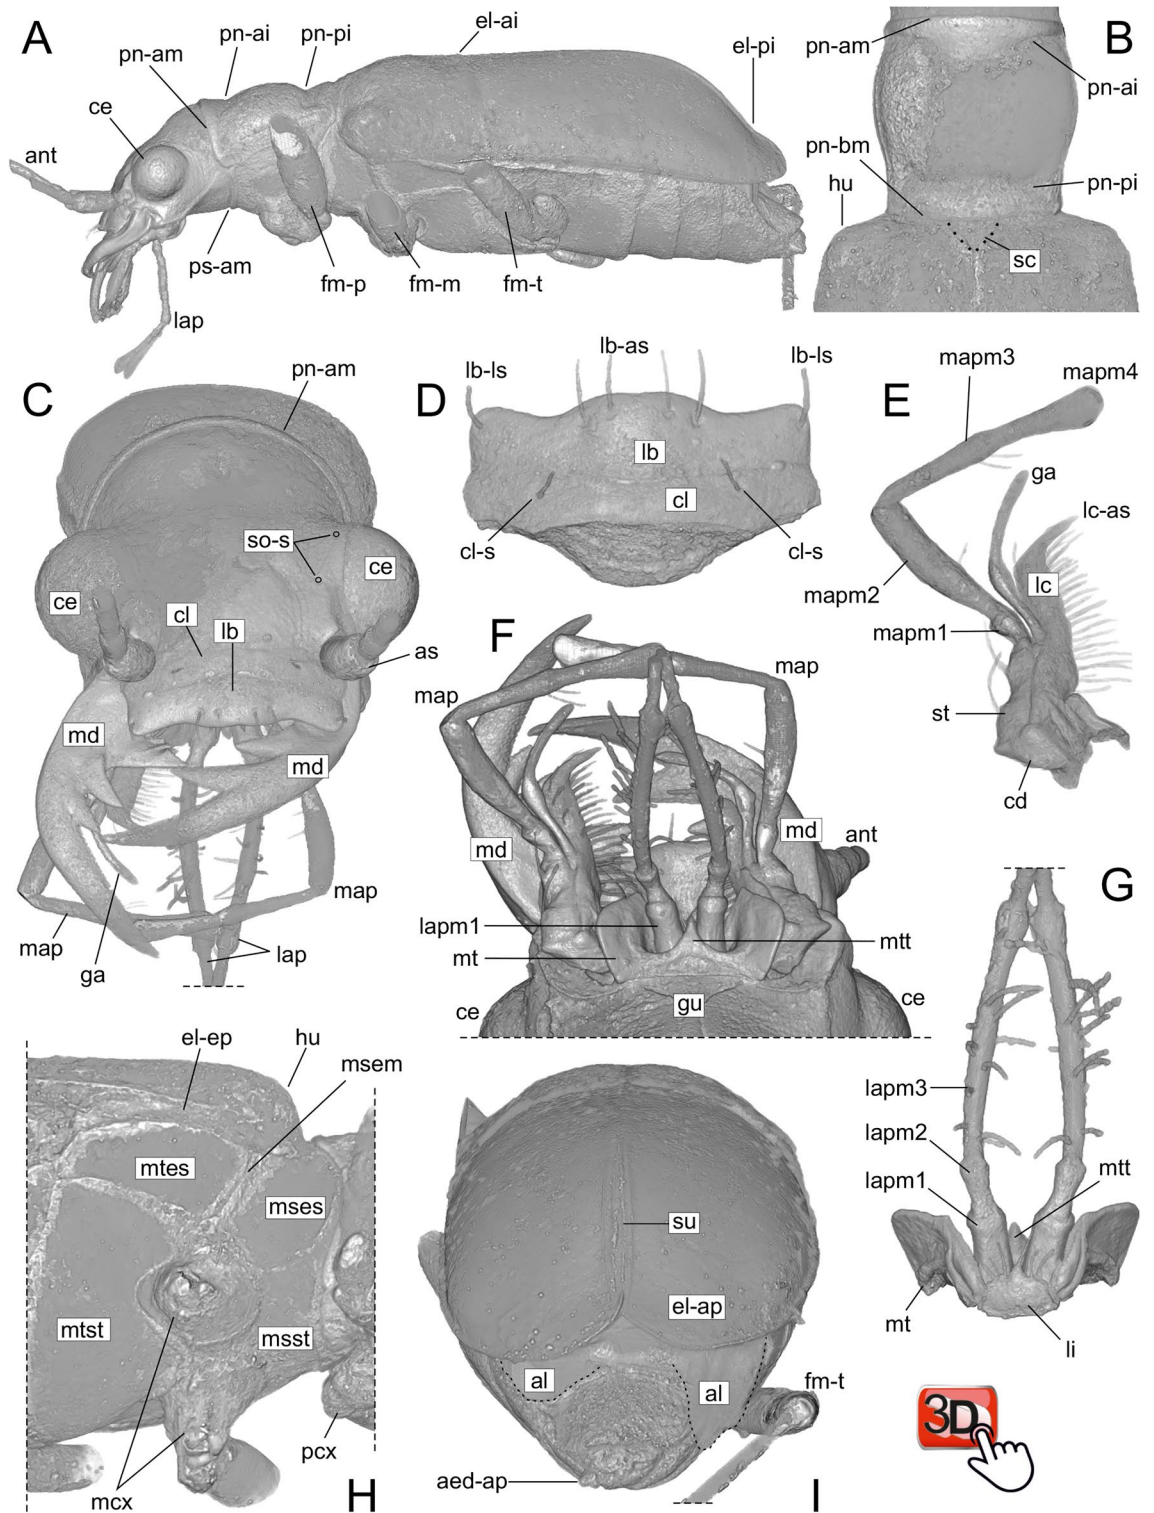 A
pn-am
pn-ai
pn-pi
el-ai
el-pi
ce
ant
ps-am
fm-p
fm-m
fm-t
lap
B
pn-am
pn-ai
pn-bm
pn-pi
hu
sc
C
pn-am
so-s
ce
ce
cl
lb
as
md
md
map
map
ga
lap
D
lb-ls
lb-as
lb-ls
lb
cl
cl-s
cl-s
E
mapm3
mapm4
ga
lc-as
lc
mapm2
mapm1
st
cd
F
map
map
md
md
ant
lapm1
mt
mtt
gu
ce
ce
G
lapm3
lapm2
lapm1
mtt
mt
li
el-ep
hu
msem
mtes
mses
mtst
msst
pcx
mcx
H
su
el-ap
al
al
fm-t
aed-ap
I
3D